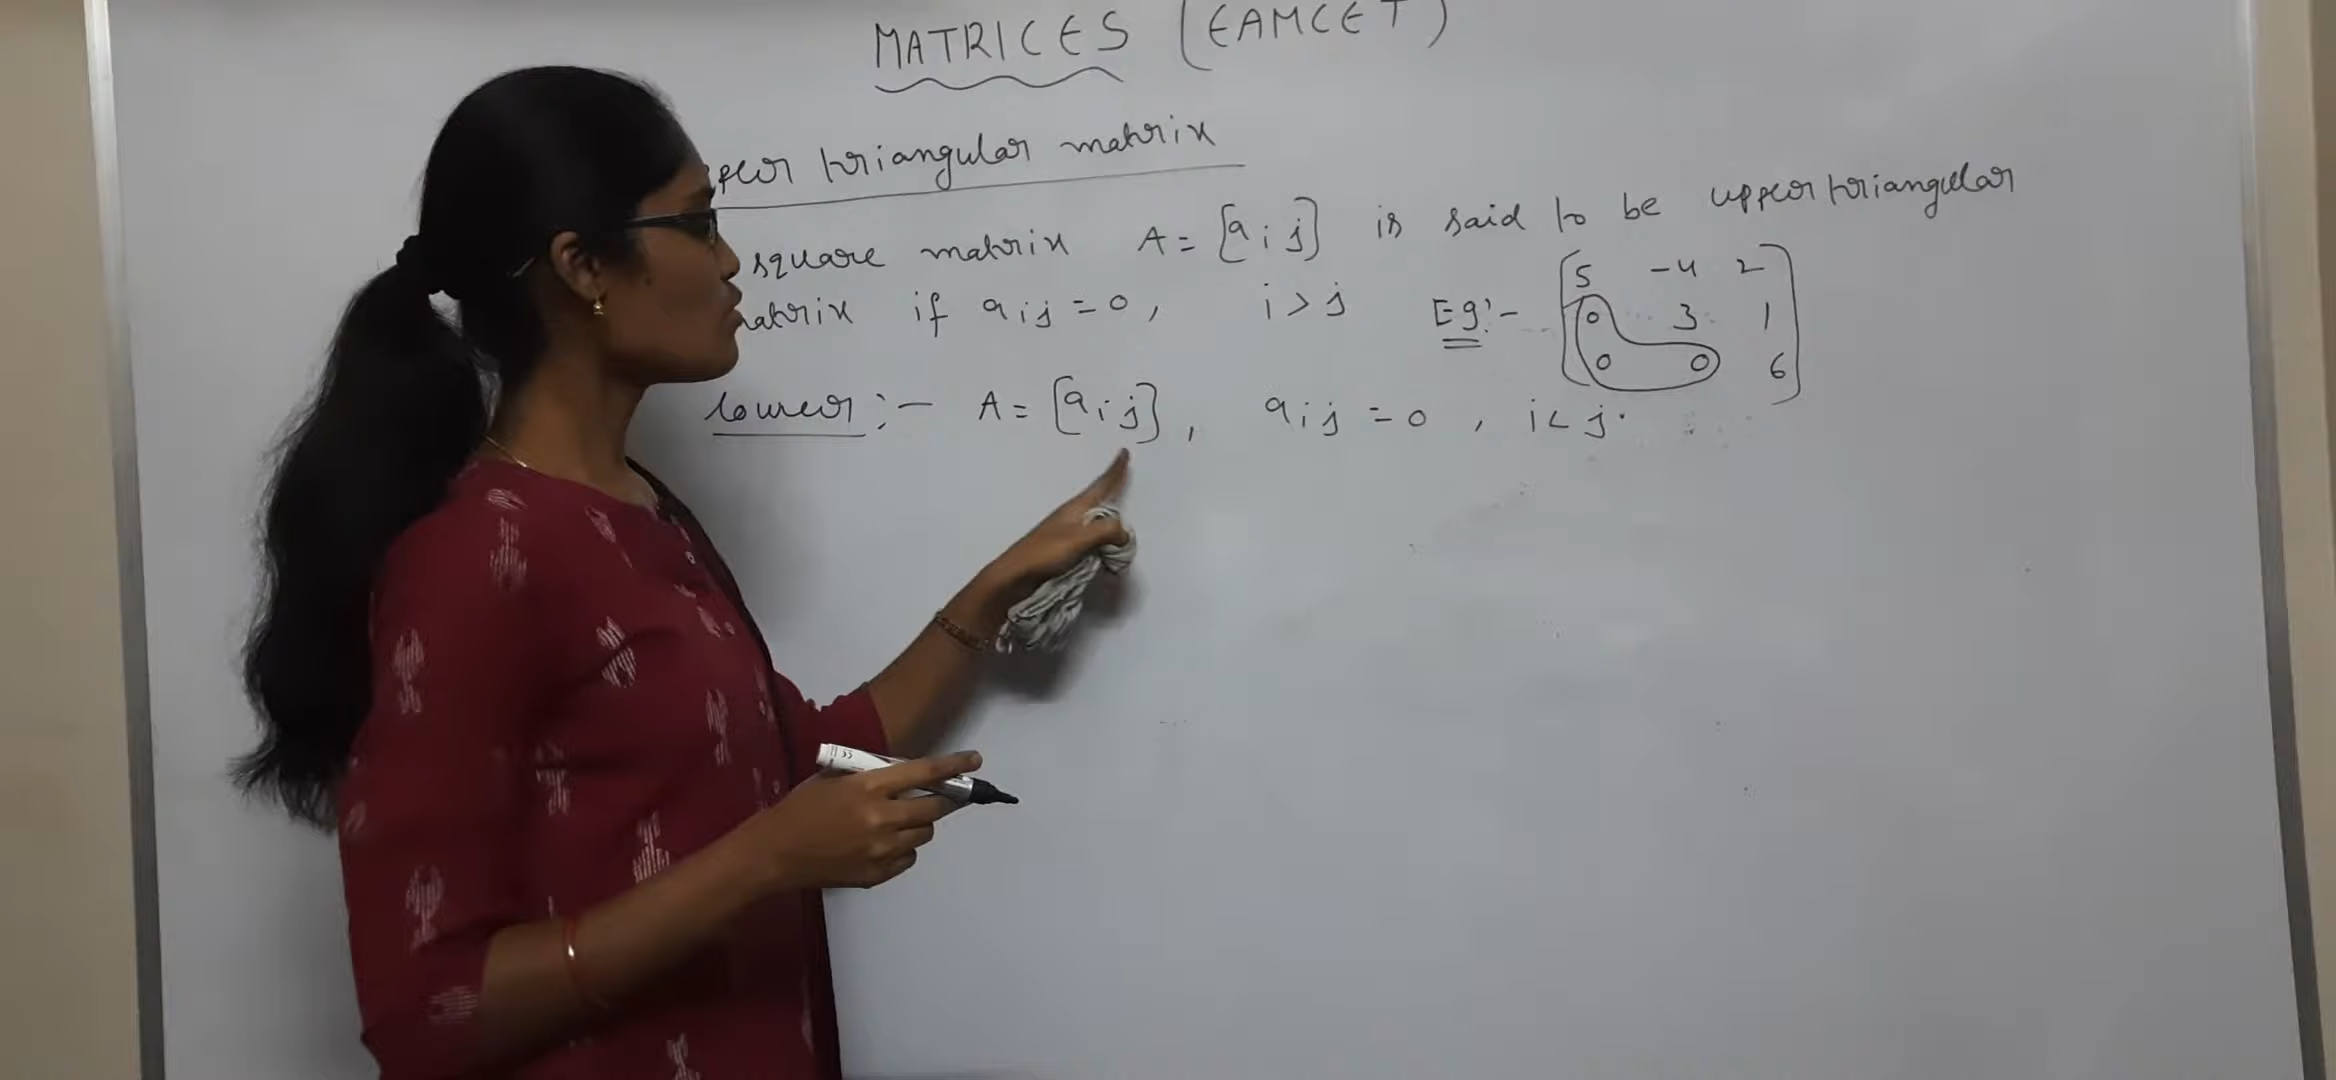 MATRICES (EAMCET)
triangular matrix
square matrix A = [aij] is said to be upper triangular
if aij = 0, i > j Eg:-
5 -4 2
0 3 1
0 0 6
Lower :- A = [aij], aij = 0, i < j.